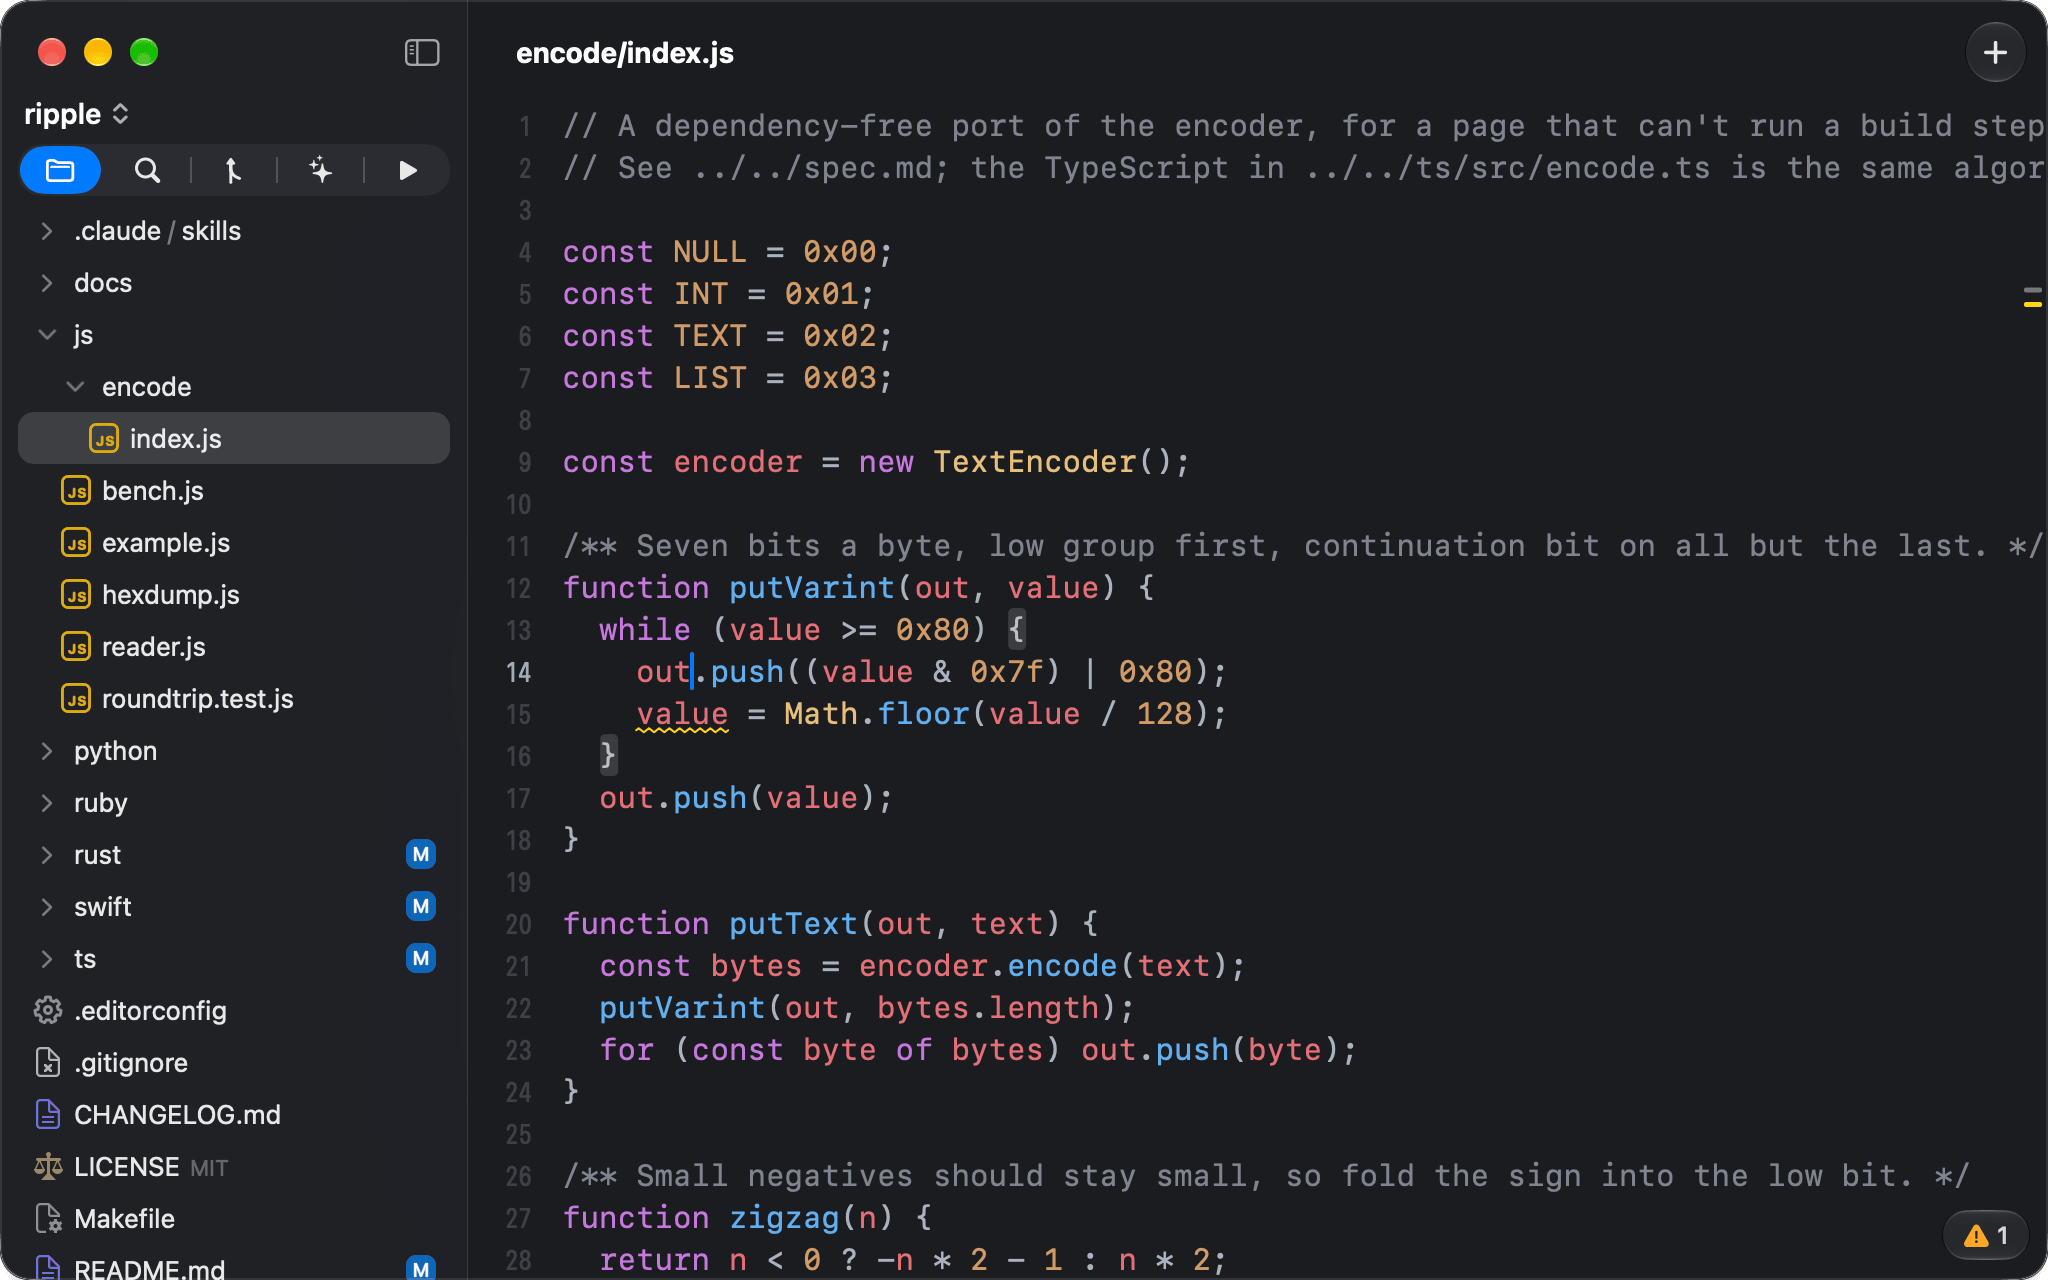 encode/index.js
ripple
.claude / skills
docs
js
encode
JS index.js
JS bench.js
JS example.js
JS hexdump.js
JS reader.js
JS roundtrip.test.js
python
ruby
rust M
swift M
ts M
.editorconfig
.gitignore
CHANGELOG.md
LICENSE MIT
Makefile
README.md M
1 // A dependency-free port of the encoder, for a page that can't run a build step
2 // See ../../spec.md; the TypeScript in ../../ts/src/encode.ts is the same algor
3
4 const NULL = 0x00;
5 const INT = 0x01;
6 const TEXT = 0x02;
7 const LIST = 0x03;
8
9 const encoder = new TextEncoder();
10
11 /** Seven bits a byte, low group first, continuation bit on all but the last. */
12 function putVarint(out, value) {
13 while (value >= 0x80) {
14 out.push((value & 0x7f) | 0x80);
15 value = Math.floor(value / 128);
16 }
17 out.push(value);
18 }
19
20 function putText(out, text) {
21 const bytes = encoder.encode(text);
22 putVarint(out, bytes.length);
23 for (const byte of bytes) out.push(byte);
24 }
25
26 /** Small negatives should stay small, so fold the sign into the low bit. */
27 function zigzag(n) {
28 return n < 0 ? -n * 2 - 1 : n * 2;
1